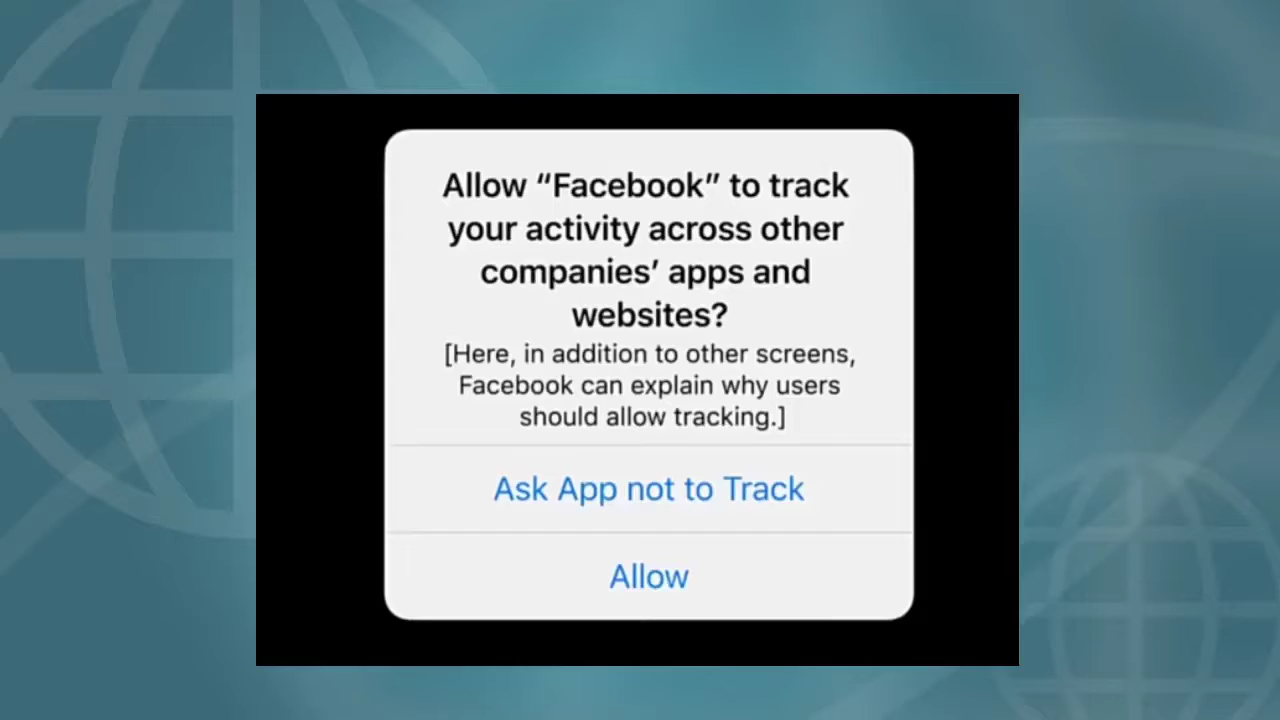 Allow “Facebook” to track
your activity across other
companies’ apps and
websites?
[Here, in addition to other screens,
Facebook can explain why users
should allow tracking.]
Ask App not to Track
Allow